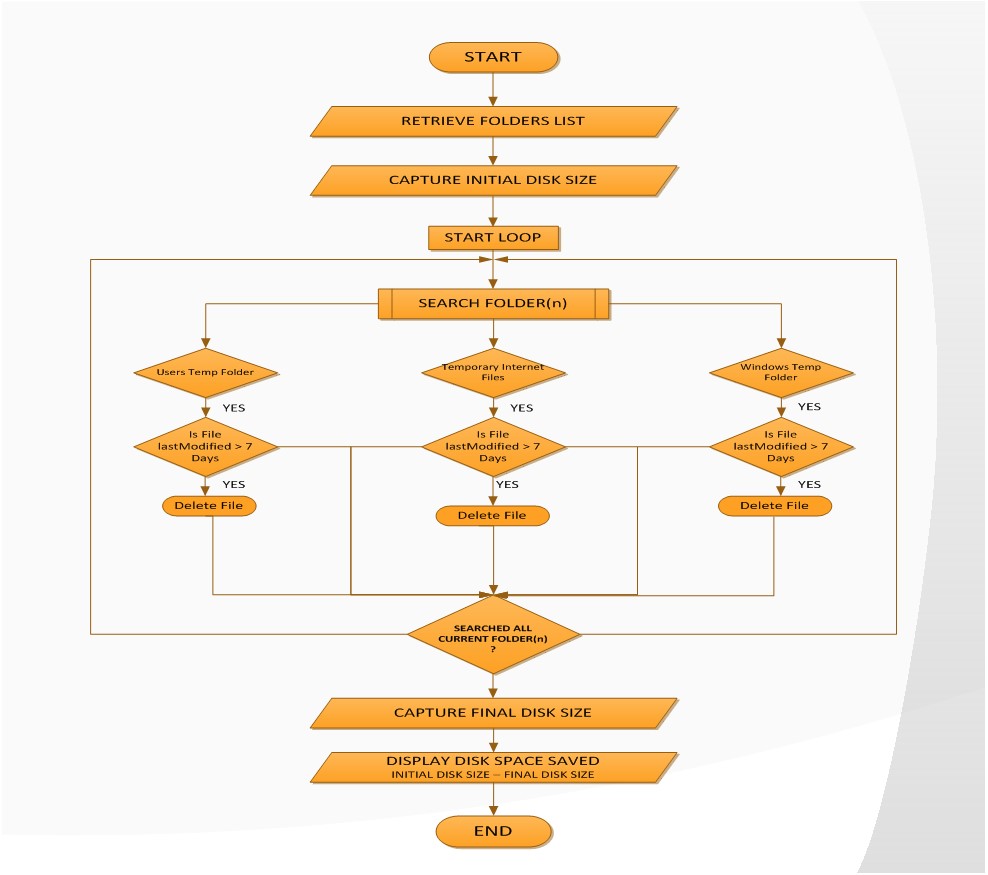 START
RETRIEVE FOLDERS LIST
CAPTURE INITIAL DISK SIZE
START LOOP
SEARCH FOLDER(n)
Users Temp Folder
Temporary Internet
Files
Windows Temp
Folder
YES
YES
YES
Is File
lastModified > 7
Days
Is File
lastModified > 7
Days
Is File
lastModified > 7
Days
YES
YES
YES
Delete File
Delete File
Delete File
SEARCHED ALL
CURRENT FOLDER(n)
?
CAPTURE FINAL DISK SIZE
DISPLAY DISK SPACE SAVED
INITIAL DISK SIZE – FINAL DISK SIZE
END